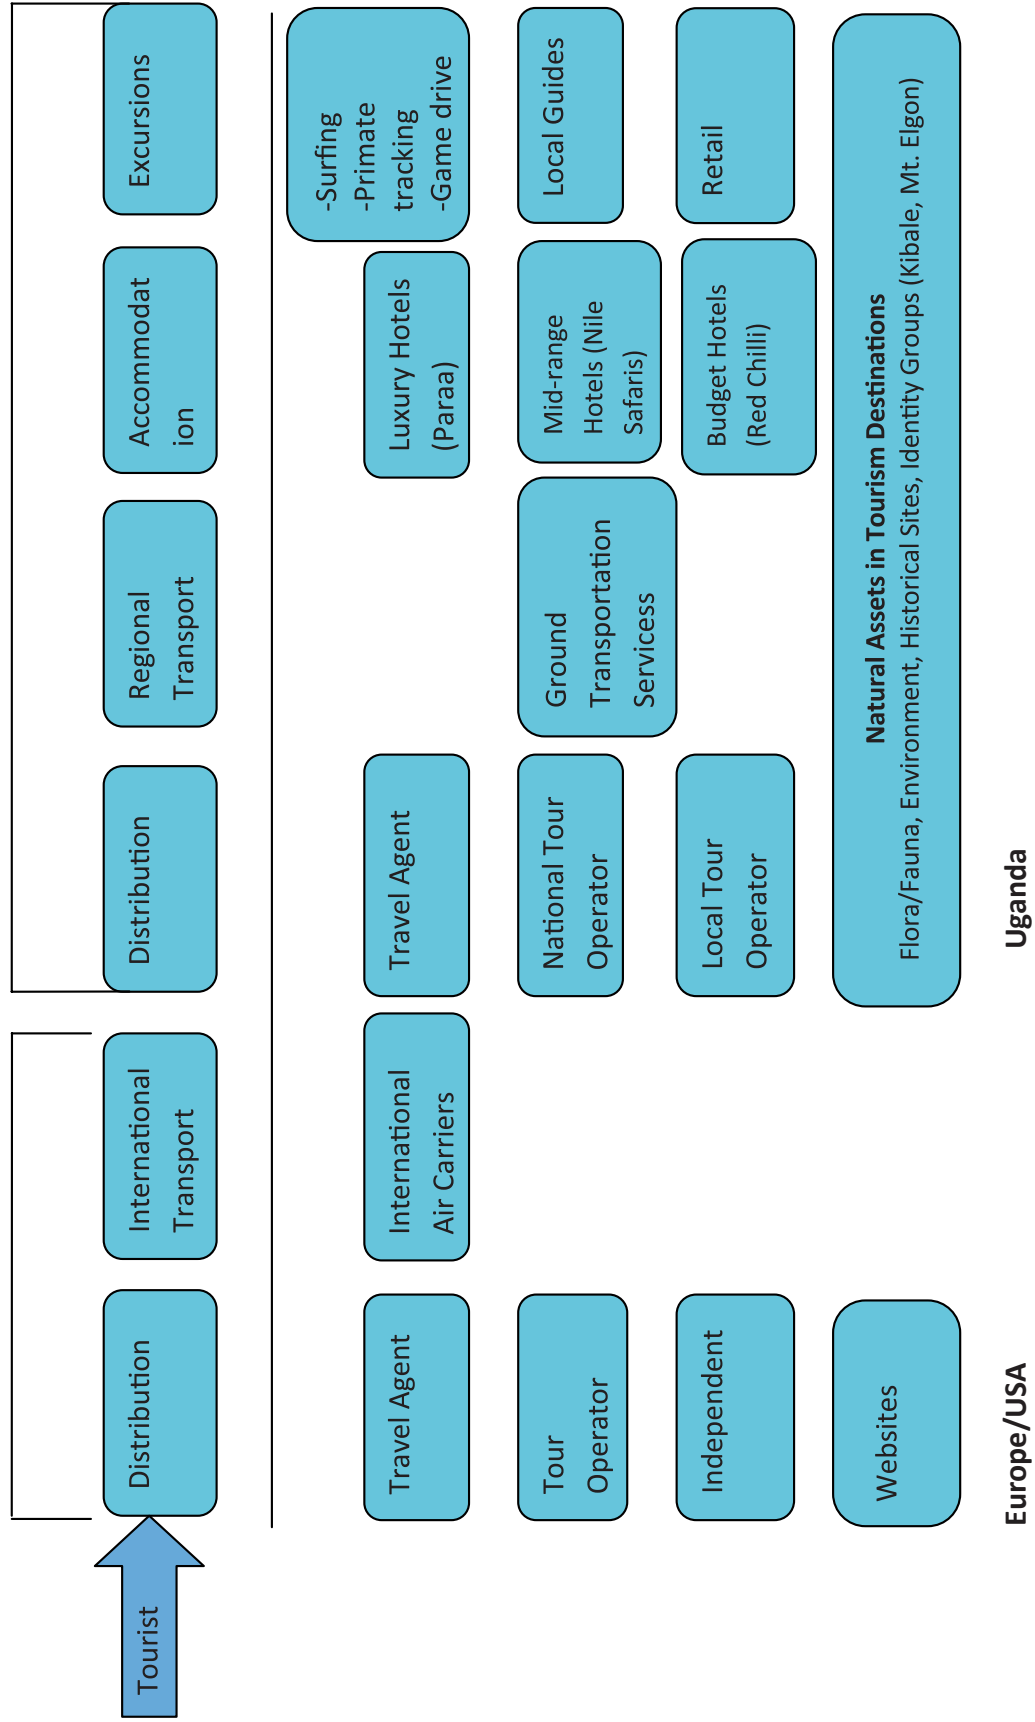 Tourist
Distribution
International
Transport
Distribution
Regional
Transport
Accommodat
ion
Excursions
Travel Agent
International
Air Carriers
Travel Agent
Luxury Hotels
(Paraa)
-Surfing
-Primate
tracking
-Game drive
Tour
Operator
National Tour
Operator
Ground
Transportation
Servicess
Mid-range
Hotels (Nile
Safaris)
Local Guides
Independent
Local Tour
Operator
Budget Hotels
(Red Chilli)
Retail
Websites
Natural Assets in Tourism Destinations
Flora/Fauna, Environment, Historical Sites, Identity Groups (Kibale, Mt. Elgon)
Europe/USA
Uganda